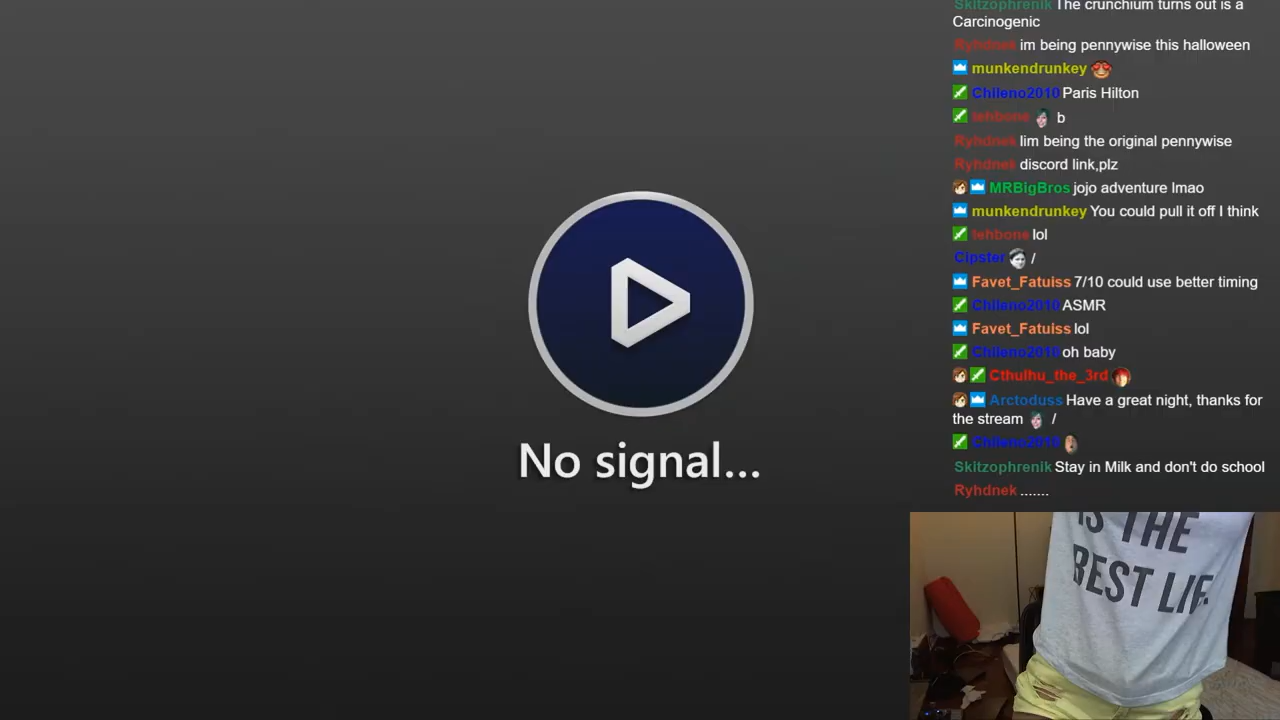 Skitzophrenik The crunchium turns out is a
Carcinogenic
Ryhdnek im being pennywise this halloween
munkendrunkey
Chileno2010 Paris Hilton
tehbone b
Ryhdnek lim being the original pennywise
Ryhdnek discord link,plz
MRBigBros jojo adventure lmao
munkendrunkey You could pull it off I think
tehbone lol
Cipster /
Favet_Fatuiss 7/10 could use better timing
Chileno2010 ASMR
Favet_Fatuiss lol
Chileno2010 oh baby
Cthulhu_the_3rd
Arctoduss Have a great night, thanks for
the stream /
Chileno2010
Skitzophrenik Stay in Milk and don't do school
Ryhdnek .......
No signal...
IS THE
BEST LIE